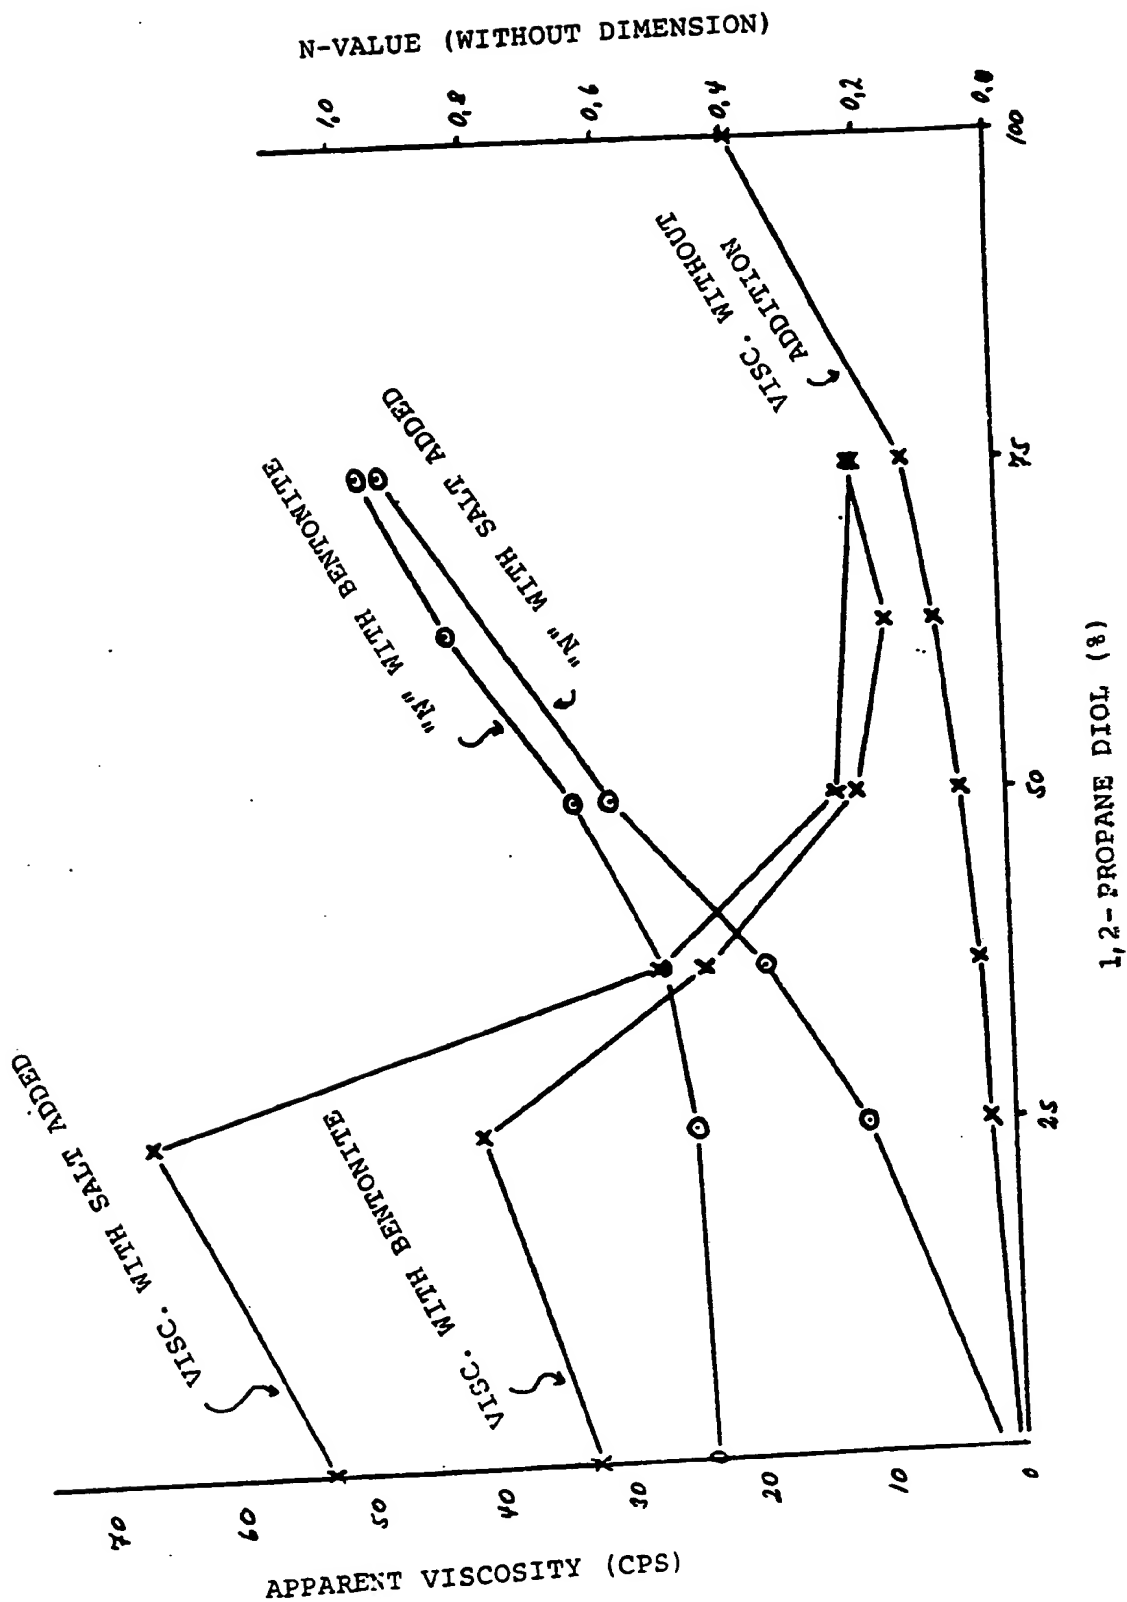 N-VALUE (WITHOUT DIMENSION)
1,0
0,8
0,6
0,4
0,2
0,0
100
75
50
25
0
1,2-PROPANE DIOL (%)
VISC. WITHOUT
ADDITION
"N" WITH SALT ADDED
"N" WITH BENTONITE
VISC. WITH SALT ADDED
VISC. WITH BENTONITE
70
60
50
40
30
20
10
APPARENT VISCOSITY (CPS)